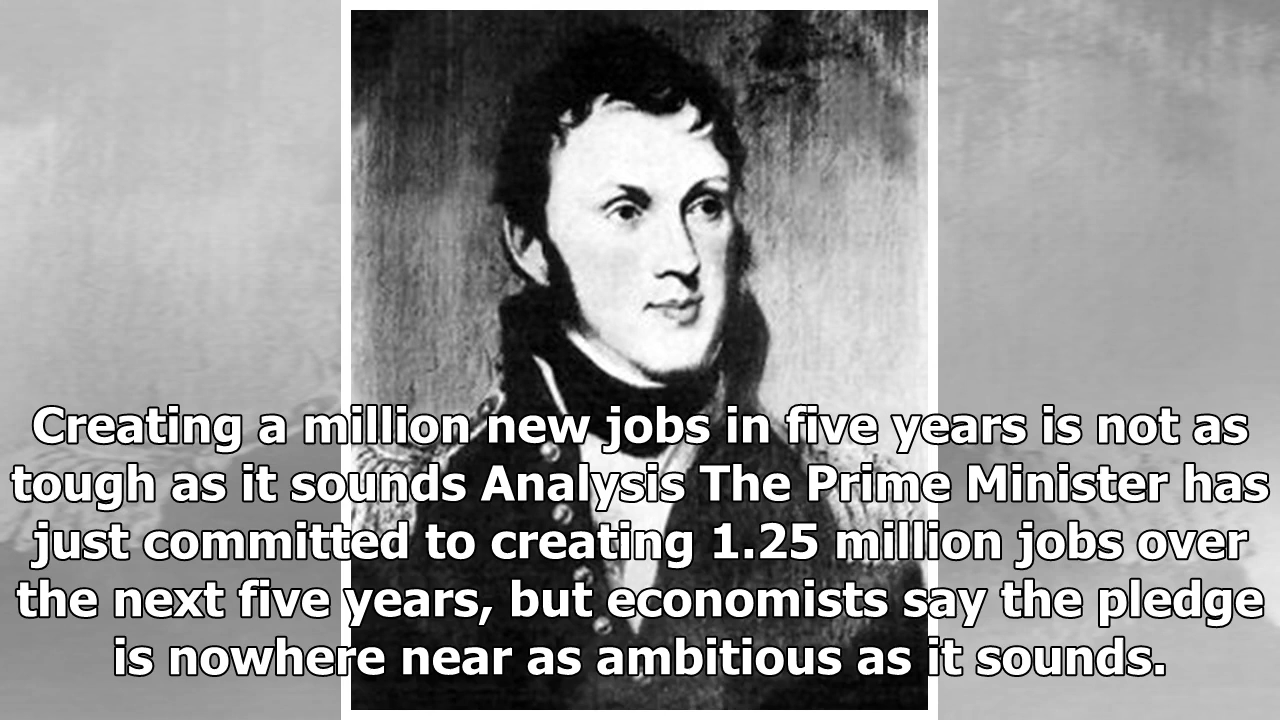 Creating a million new jobs in five years is not as
tough as it sounds Analysis The Prime Minister has
just committed to creating 1.25 million jobs over
the next five years, but economists say the pledge
is nowhere near as ambitious as it sounds.